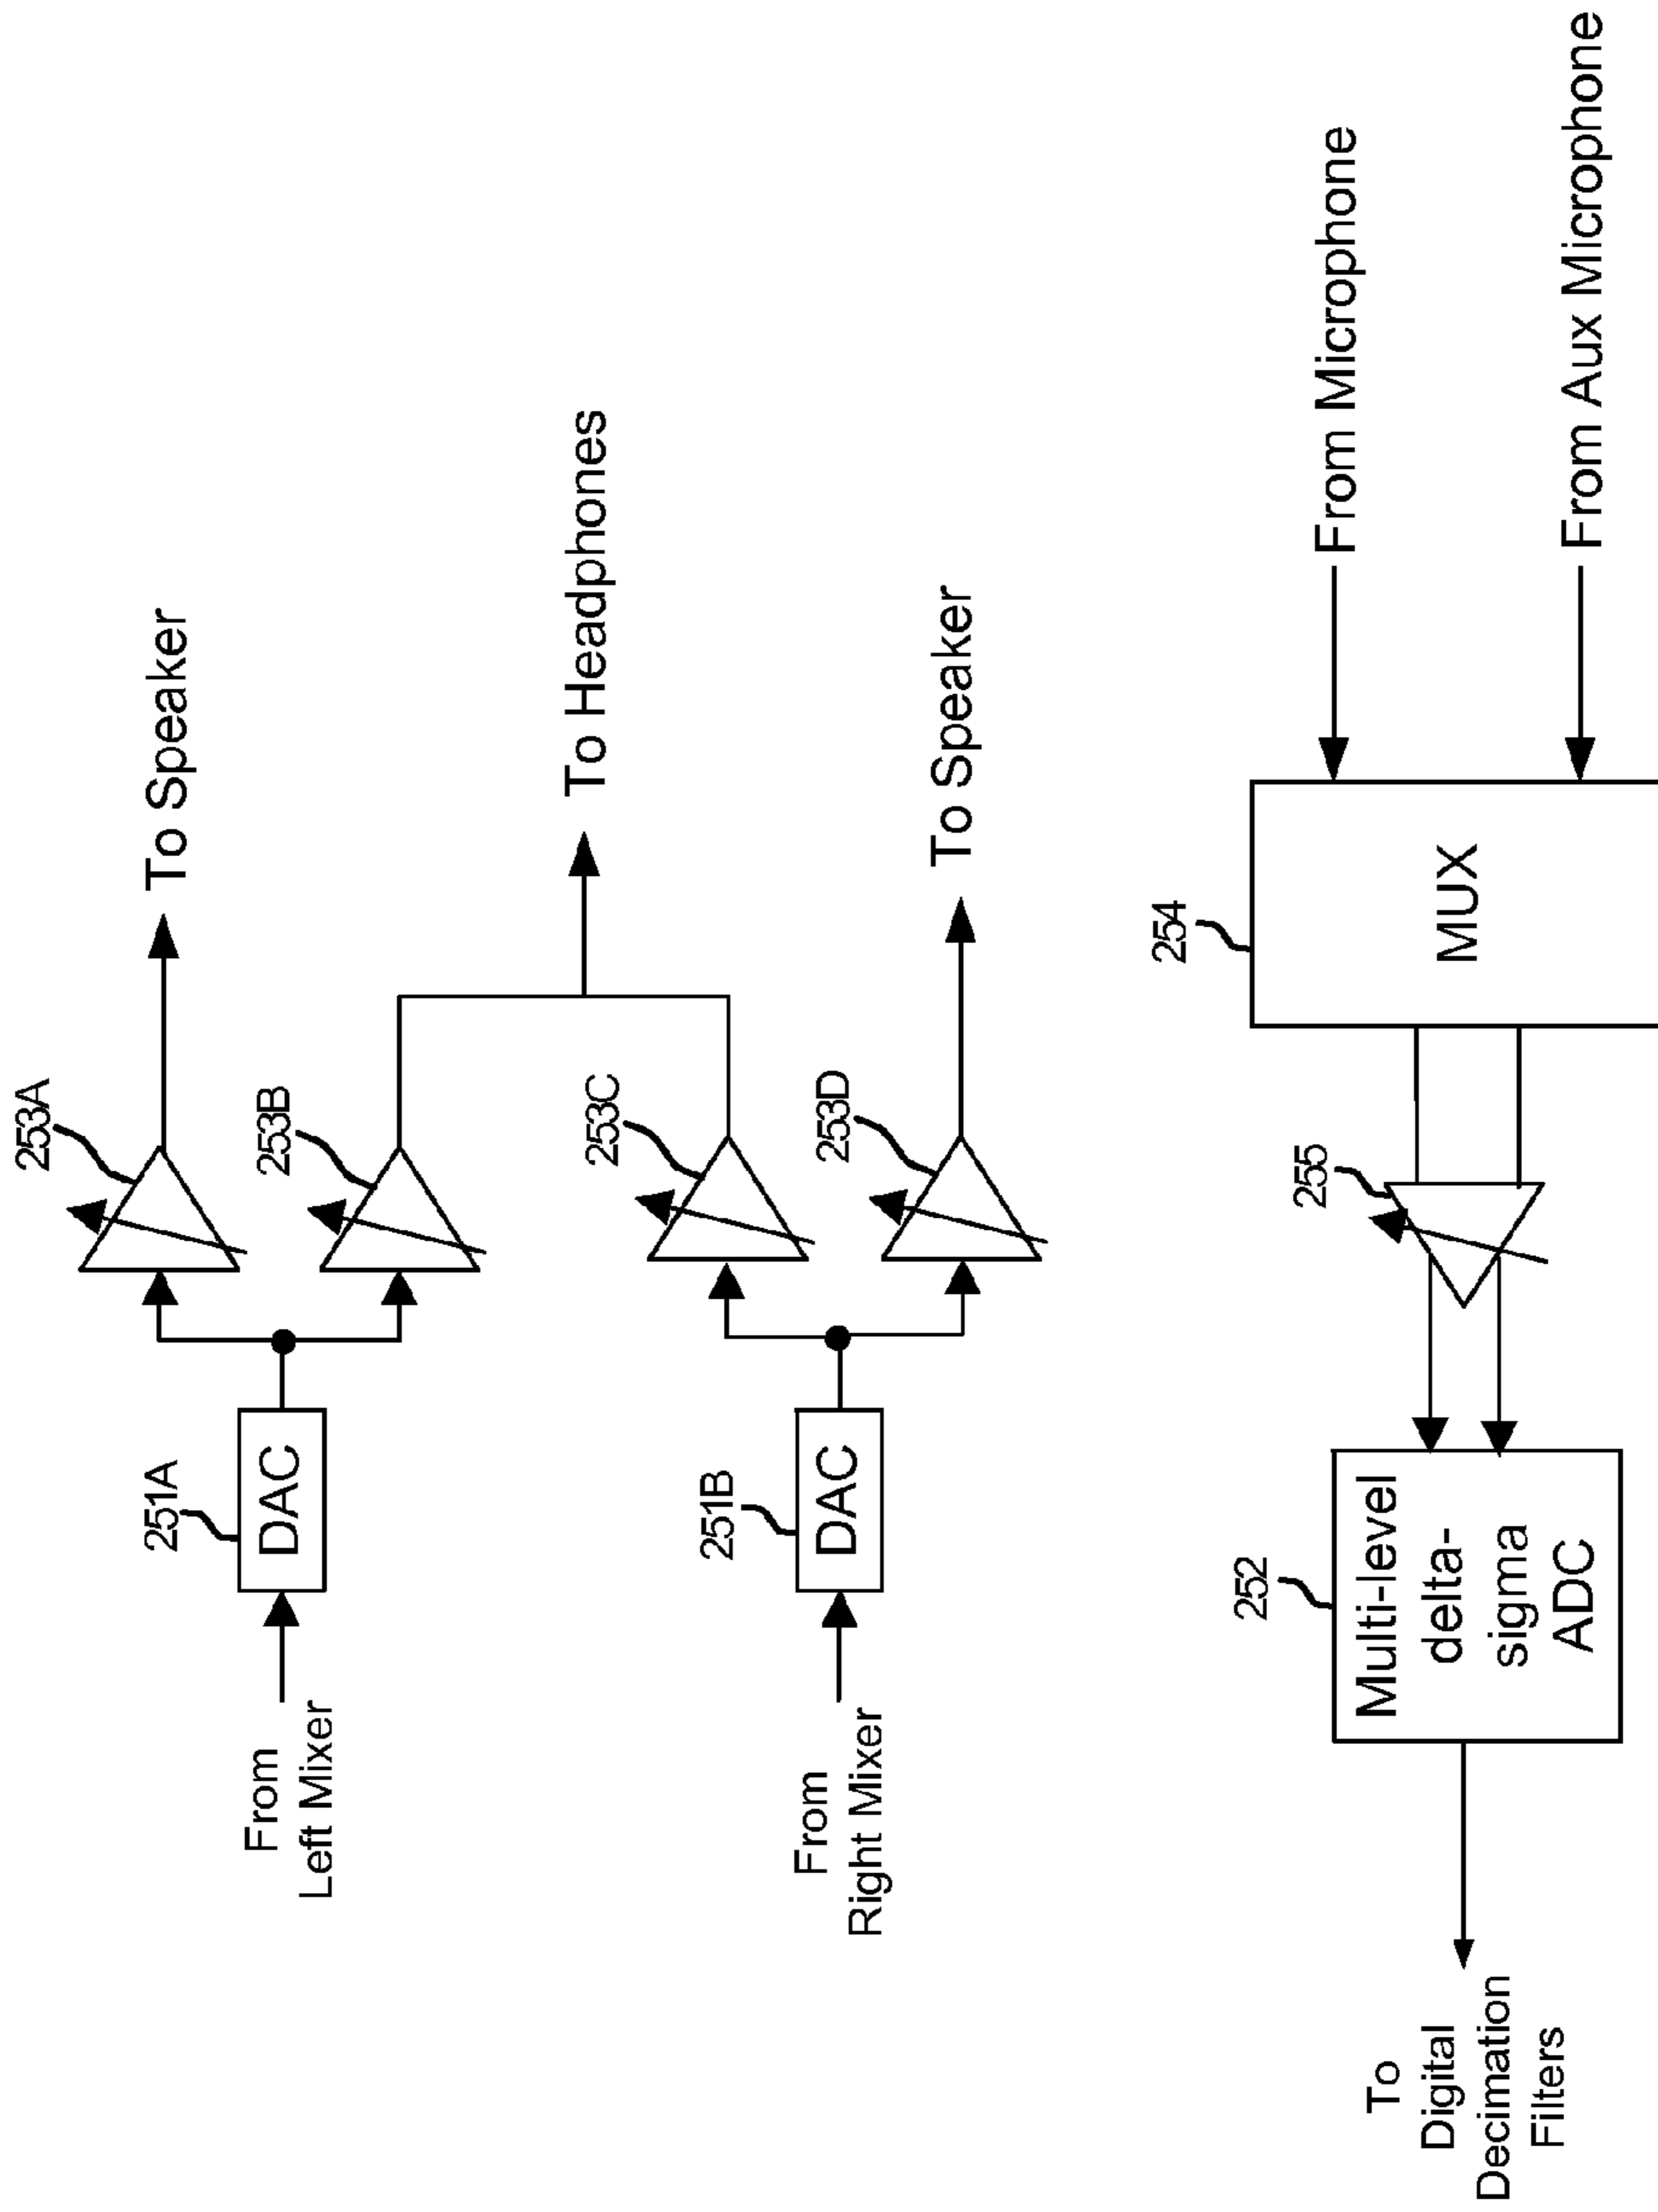 253A
To Speaker
251A
From
Left Mixer
DAC
253B
To Headphones
253C
251B
From
Right Mixer
DAC
253D
To Speaker
254
252
255
From Microphone
To
Digital
Decimation
Filters
Multi-level
delta-
sigma
ADC
MUX
From Aux Microphone